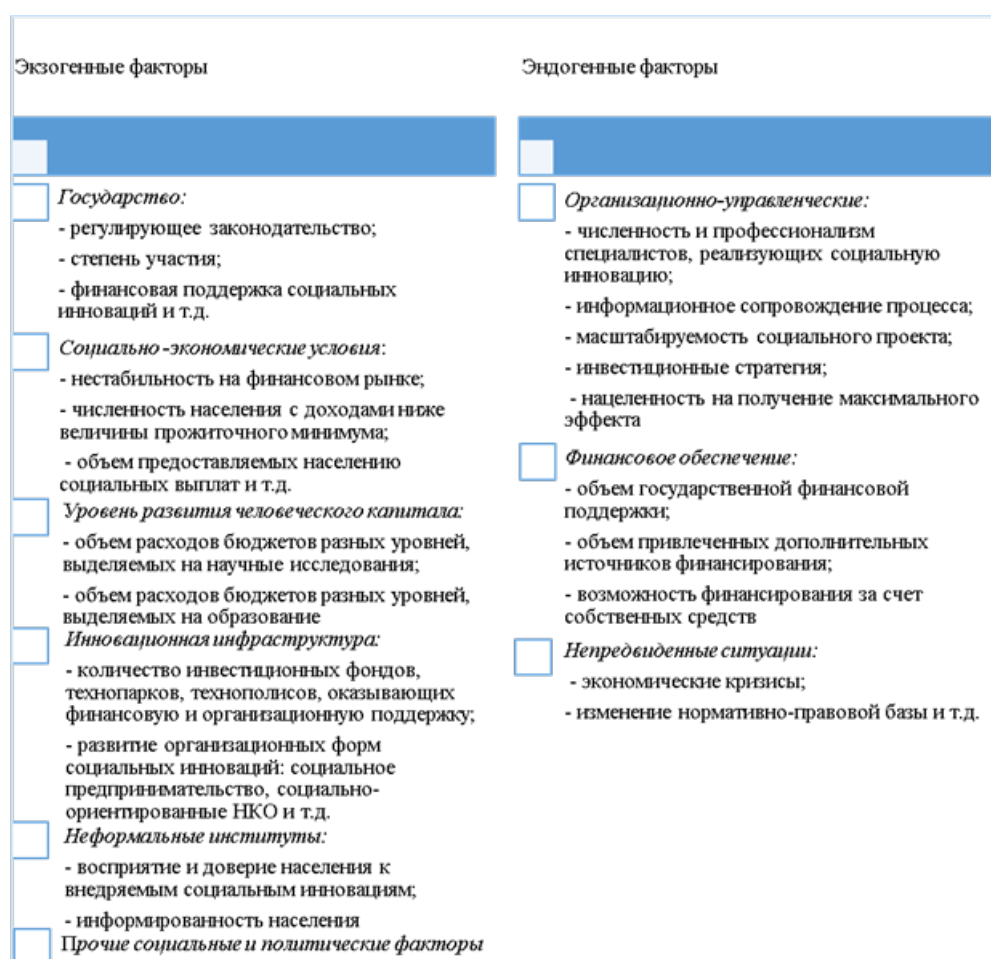 Экзогенные факторы
Государство:
- регулирующее законодательство;
- степень участия;
- финансовая поддержка социальных
инноваций и т.д.
Социально -экономические условия:
- нестабильность на финансовом рынке;
- численность населения с доходами ниже
величины прожиточного минимума;
- объем предоставляемых населению
социальных выплат и т.д.
Уровень развития человеческого капитала:
- объем расходов бюджетов разных уровней,
выделяемых на научные исследования;
- объем расходов бюджетов разных уровней,
выделяемых на образование
Инновационная инфраструктура:
- количество инвестиционных фондов,
технопарков, технополисов, оказывающих
финансовую и организационную поддержку;
- развитие организационных форм
социальных инноваций: социальное
предпринимательство, социально-
ориентированные НКО и т.д.
Неформальные институты:
- восприятие и доверие населения к
внедряемым социальным инновациям;
- информированность населения
Прочие социальные и политические факторы
Эндогенные факторы
Организационно-управленческие:
- численность и профессионализм
специалистов, реализующих социальную
инновацию;
- информационное сопровождение процесса;
- масштабируемость социального проекта;
- инвестиционные стратегия;
- нацеленность на получение максимального
эффекта
Финансовое обеспечение:
- объем государственной финансовой
поддержки;
- объем привлеченных дополнительных
источников финансирования;
- возможность финансирования за счет
собственных средств
Непредвиденные ситуации:
- экономические кризисы;
- изменение нормативно-правовой базы и т.д.